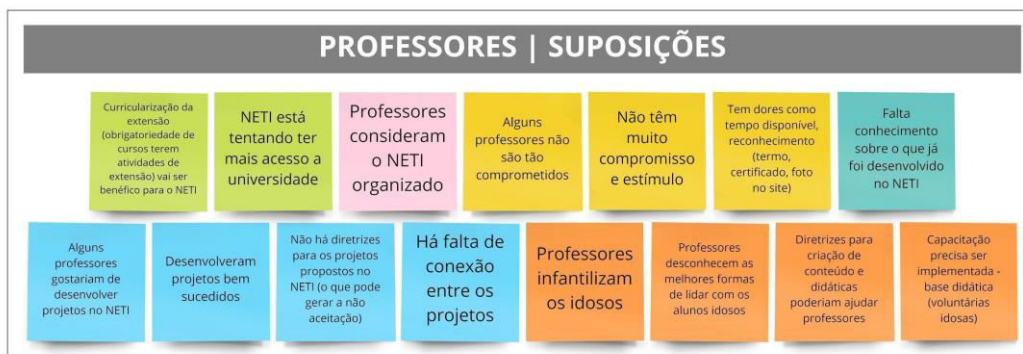 PROFESSORES | SUPOSIÇÕES
Curricularização da
extensão
(obrigatoriedade de
cursos terem
atividades de
extensão) vai ser
benéfico para o NETI
NETI está
tentando ter
mais acesso a
universidade
Professores
consideram
o NETI
organizado
Alguns
professores não
são tão
comprometidos
Não têm
muito
compromisso
e estímulo
Tem dores como
tempo disponível,
reconhecimento
(termo,
certificado, foto
no site)
Falta
conhecimento
sobre o que já
foi desenvolvido
no NETI
Alguns
professores
gostariam de
desenvolver
projetos no NETI
Desenvolveram
projetos bem
sucedidos
Não há diretrizes
para os projetos
propostos no
NETI (o que pode
gerar a não
aceitação)
Há falta de
conexão
entre os
projetos
Professores
infantilizam
os idosos
Professores
desconhecem as
melhores formas
de lidar com os
alunos idosos
Diretrizes para
criação de
conteúdo e
didáticas
poderiam ajudar
professores
Capacitação
precisa ser
implementada -
base didática
(voluntárias
idosas)